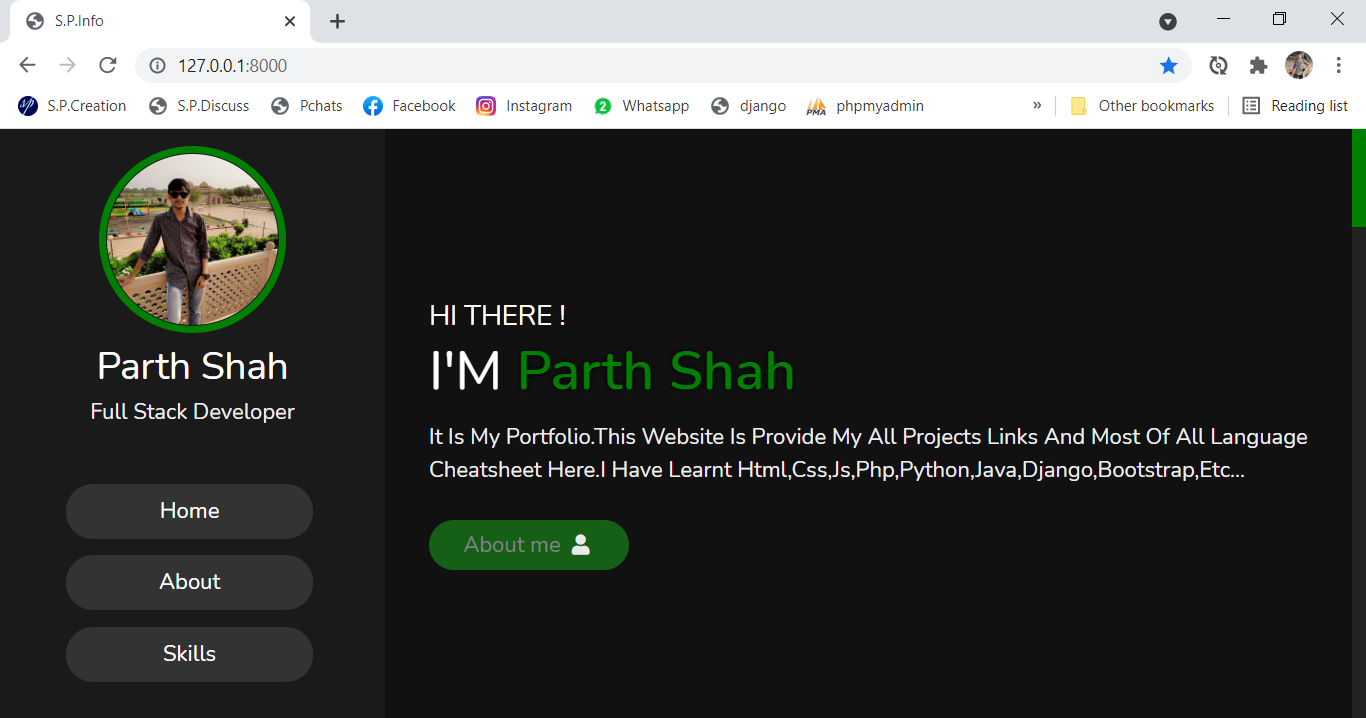 S.P.Info
127.0.0.1:8000
S.P.Creation S.P.Discuss Pchats Facebook Instagram 2 Whatsapp django PMA phpmyadmin » Other bookmarks Reading list
Parth Shah
Full Stack Developer
Home
About
Skills
HI THERE !
I'M Parth Shah
It Is My Portfolio.This Website Is Provide My All Projects Links And Most Of All Language
Cheatsheet Here.I Have Learnt Html,Css,Js,Php,Python,Java,Django,Bootstrap,Etc...
About me